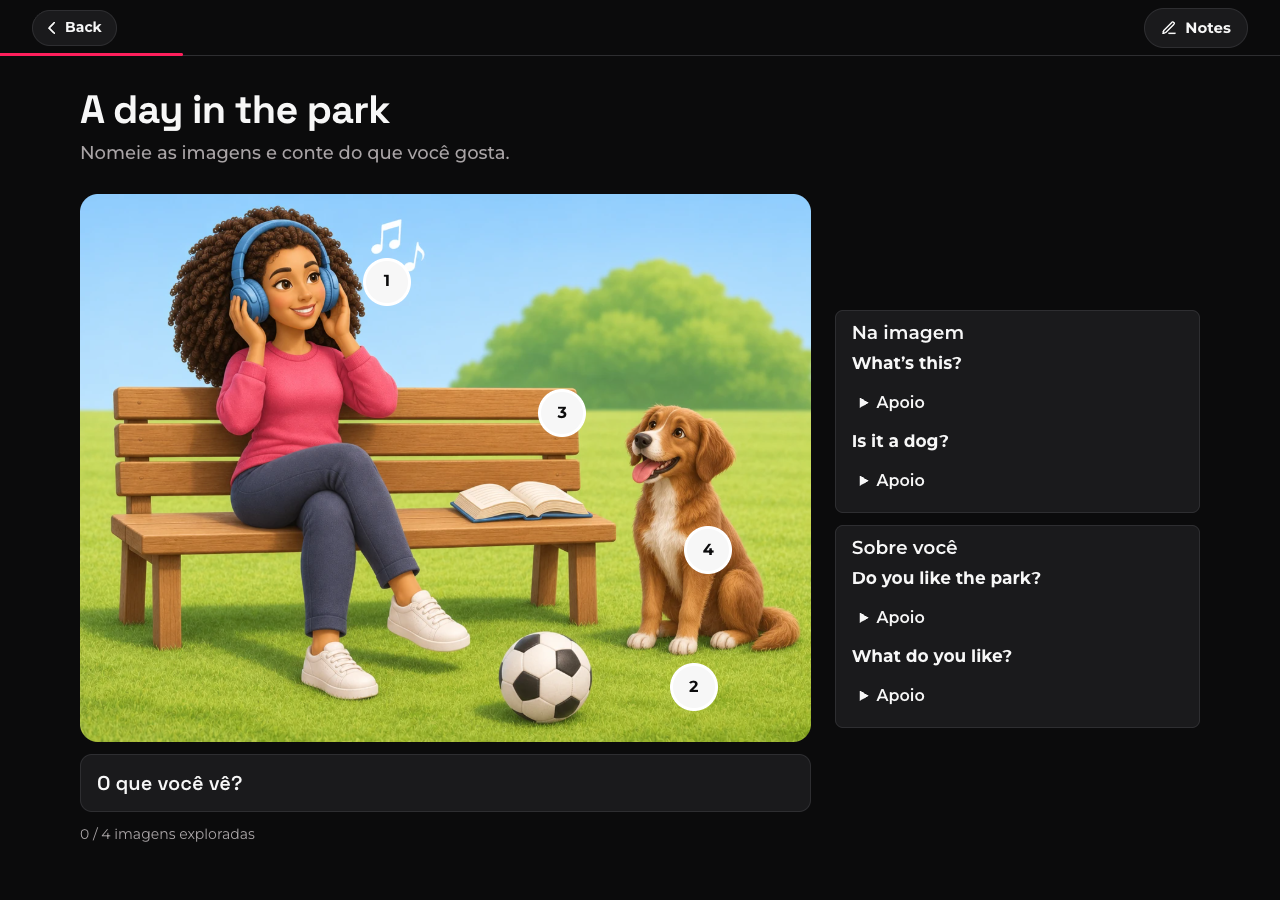 Back
Notes
A day in the park
Nomeie as imagens e conte do que você gosta.
1
3
4
2
O que você vê?
0 / 4 imagens exploradas
Na imagem
What's this?
Apoio
Is it a dog?
Apoio
Sobre você
Do you like the park?
Apoio
What do you like?
Apoio